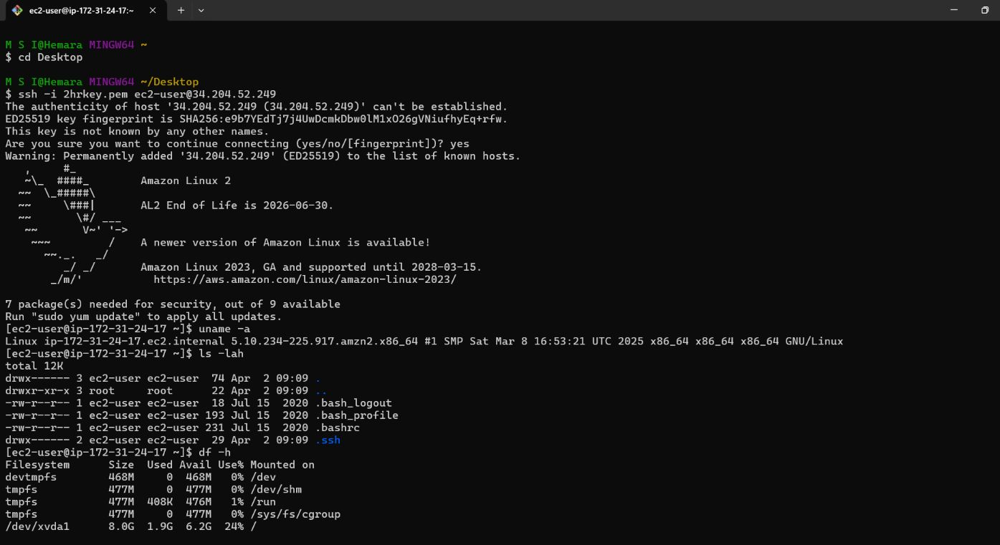 ec2-user@ip-172-31-24-17:~
M S I@Hemara MINGW64 ~
$ cd Desktop
M S I@Hemara MINGW64 ~/Desktop
$ ssh -i 2hrkey.pem ec2-user@34.204.52.249
The authenticity of host '34.204.52.249 (34.204.52.249)' can't be established.
ED25519 key fingerprint is SHA256:e9b7YEdTj7j4UwDcmkDbw0lM1xO26gVNiufhyEq+rfw.
This key is not known by any other names.
Are you sure you want to continue connecting (yes/no/[fingerprint])? yes
Warning: Permanently added '34.204.52.249' (ED25519) to the list of known hosts.
   ,     #_
   ~\_  ####_        Amazon Linux 2
  ~~  \_#####\
  ~~     \###|       AL2 End of Life is 2026-06-30.
  ~~       \#/ ___
   ~~       V~' '->
    ~~~         /    A newer version of Amazon Linux is available!
      ~~._.   _/
         _/ _/       Amazon Linux 2023, GA and supported until 2028-03-15.
       _/m/'           https://aws.amazon.com/linux/amazon-linux-2023/
7 package(s) needed for security, out of 9 available
Run "sudo yum update" to apply all updates.
[ec2-user@ip-172-31-24-17 ~]$ uname -a
Linux ip-172-31-24-17.ec2.internal 5.10.234-225.917.amzn2.x86_64 #1 SMP Sat Mar 8 16:53:21 UTC 2025 x86_64 x86_64 x86_64 GNU/Linux
[ec2-user@ip-172-31-24-17 ~]$ ls -lah
total 12K
drwx------ 3 ec2-user ec2-user  74 Apr  2 09:09 .
drwxr-xr-x 3 root     root      22 Apr  2 09:09 ..
-rw-r--r-- 1 ec2-user ec2-user  18 Jul 15  2020 .bash_logout
-rw-r--r-- 1 ec2-user ec2-user 193 Jul 15  2020 .bash_profile
-rw-r--r-- 1 ec2-user ec2-user 231 Jul 15  2020 .bashrc
drwx------ 2 ec2-user ec2-user  29 Apr  2 09:09 .ssh
[ec2-user@ip-172-31-24-17 ~]$ df -h
Filesystem      Size  Used Avail Use% Mounted on
devtmpfs        468M     0  468M   0% /dev
tmpfs           477M     0  477M   0% /dev/shm
tmpfs           477M  408K  476M   1% /run
tmpfs           477M     0  477M   0% /sys/fs/cgroup
/dev/xvda1      8.0G  1.9G  6.2G  24% /